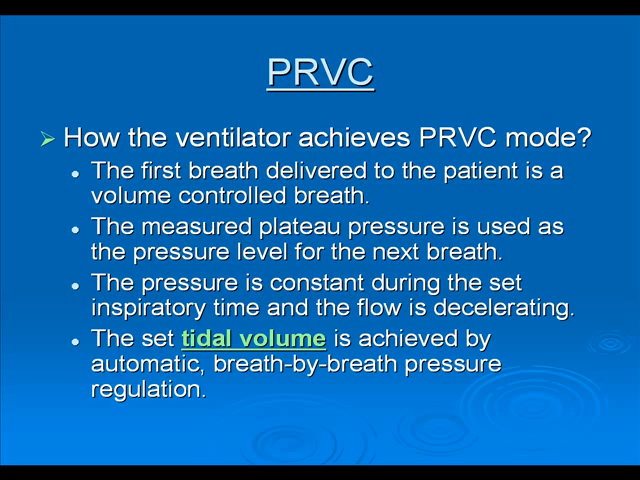 PRVC
How the ventilator achieves PRVC mode?
The first breath delivered to the patient is a
volume controlled breath.
The measured plateau pressure is used as
the pressure level for the next breath.
The pressure is constant during the set
inspiratory time and the flow is decelerating.
The set tidal volume is achieved by
automatic, breath-by-breath pressure
regulation.